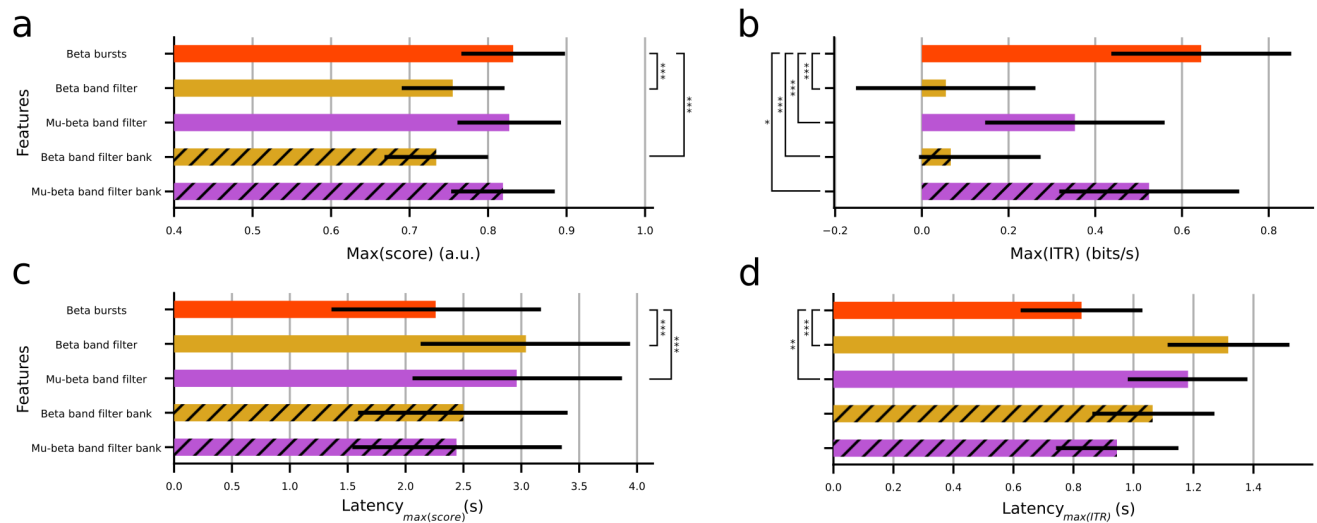 a
Features
Beta bursts
Beta band filter
Mu-beta band filter
Beta band filter bank
Mu-beta band filter bank
***
***
0.4 0.5 0.6 0.7 0.8 0.9 1.0
Max(score) (a.u.)
b
*
***
***
***
−0.2 0.0 0.2 0.4 0.6 0.8
Max(ITR) (bits/s)
c
Features
Beta bursts
Beta band filter
Mu-beta band filter
Beta band filter bank
Mu-beta band filter bank
***
***
0.0 0.5 1.0 1.5 2.0 2.5 3.0 3.5 4.0
Latency max(score) (s)
d
**
***
0.0 0.2 0.4 0.6 0.8 1.0 1.2 1.4
Latency max(ITR) (s)